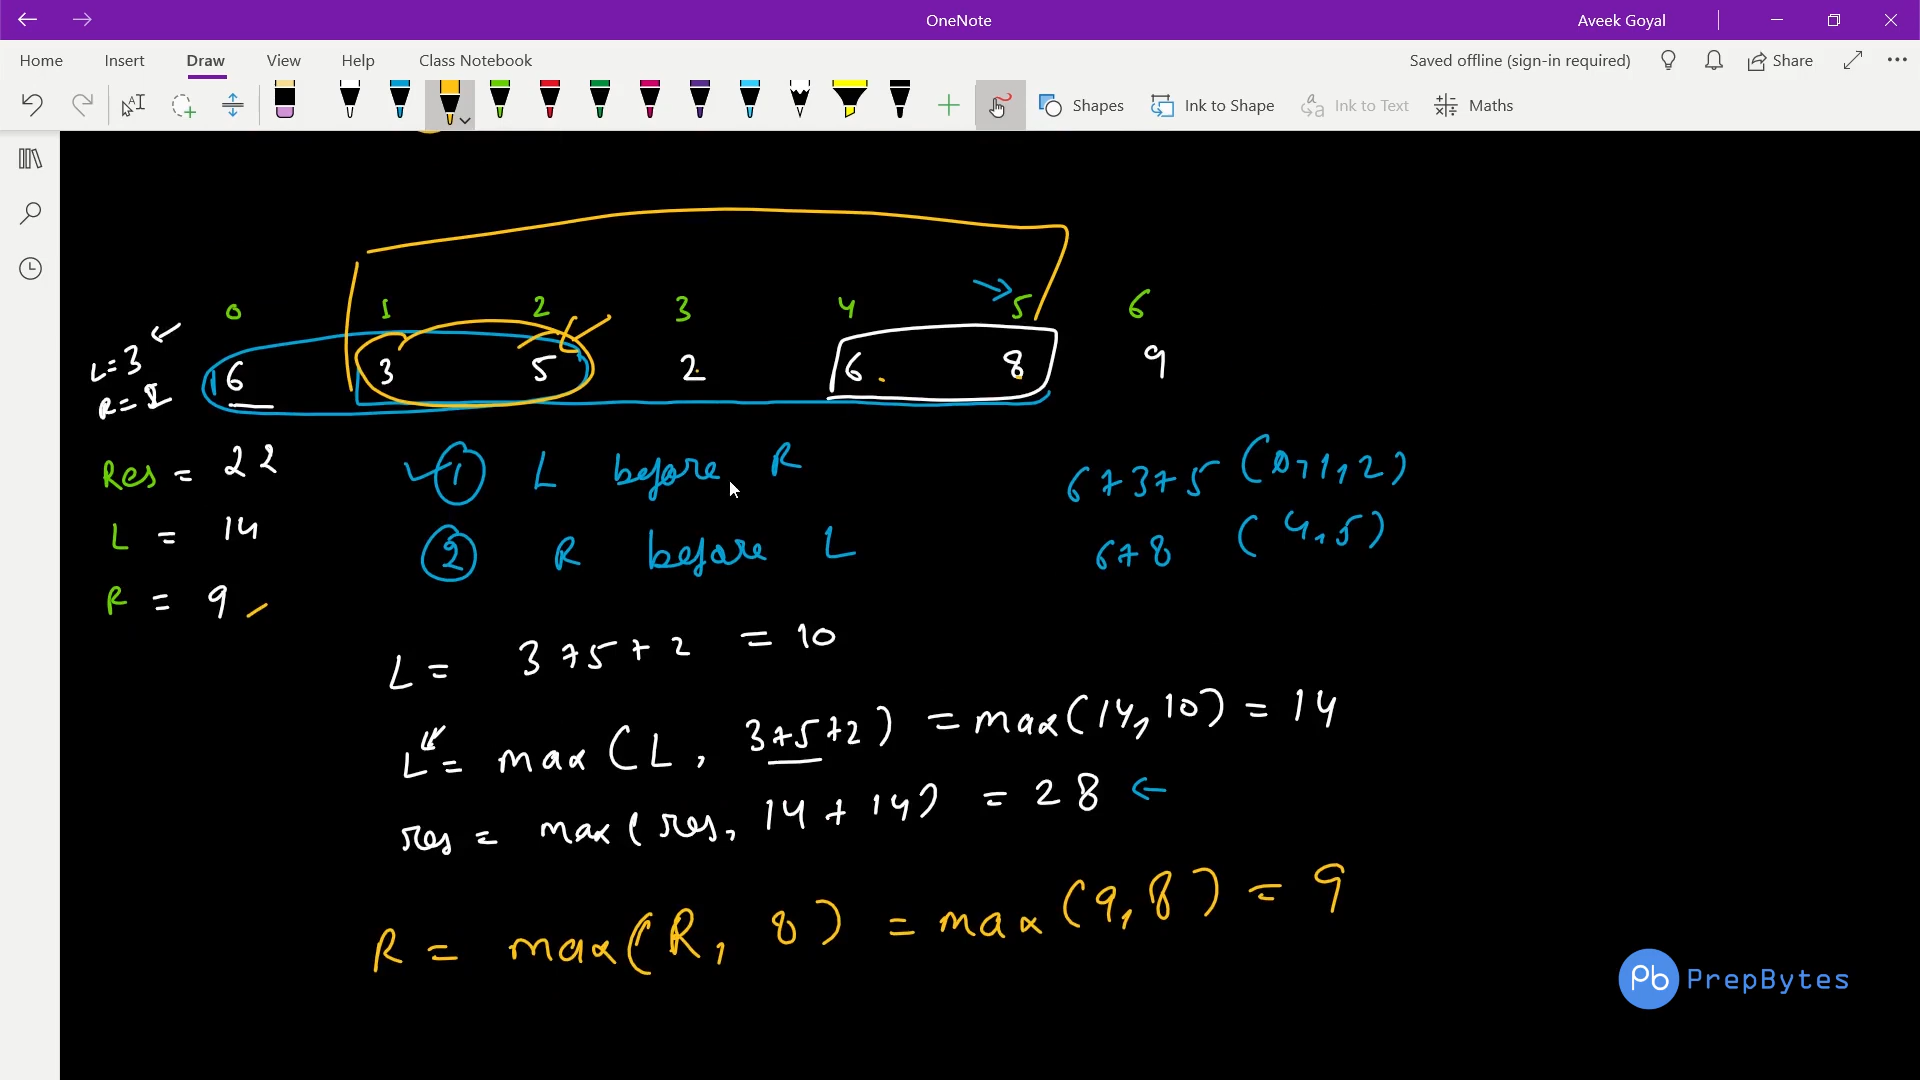 OneNote
Aveek Goyal
Home Insert Draw View Help Class Notebook
Saved offline (sign-in required) Share
Shapes Ink to Shape Ink to Text Maths
0 1 2 3 4 5 6
6 3 5 2 6 8 9
L=3
R=
Res = 22
L = 14
R = 9
1 L before R
2 R before L
6+3+5 (0,1,2)
6+8 (4,5)
L = 3+5+2 = 10
L = max(L, 3+5+2) = max(14,10) = 14
res = max(res, 14+14) = 28 ←
R = max(R, 8) = max(9,8) = 9
Pb PrepBytes